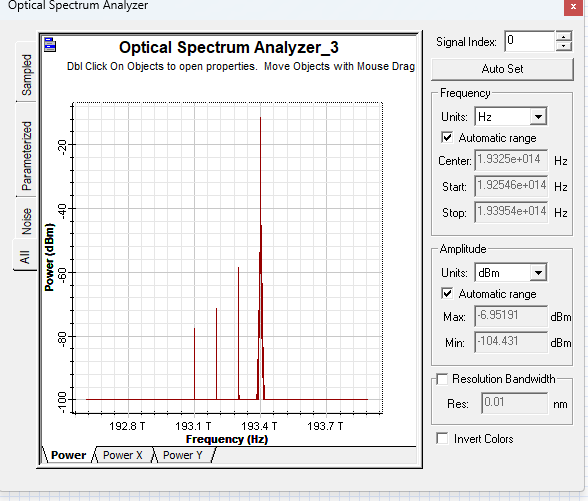 Optical Spectrum Analyzer
x
Sampled
Parameterized
Noise
All
Optical Spectrum Analyzer_3
Dbl Click On Objects to open properties. Move Objects with Mouse Drag
Power (dBm)
-20
-40
-60
-80
-100
192.8 T 193.1 T 193.4 T 193.7 T
Frequency (Hz)
Power Power X Power Y
Signal Index: 0
Auto Set
Frequency
Units: Hz
Automatic range
Center: 1.9325e+014 Hz
Start: 1.92546e+014 Hz
Stop: 1.93954e+014 Hz
Amplitude
Units: dBm
Automatic range
Max: -6.95191 dBm
Min: -104.431 dBm
Resolution Bandwidth
Res: 0.01 nm
Invert Colors